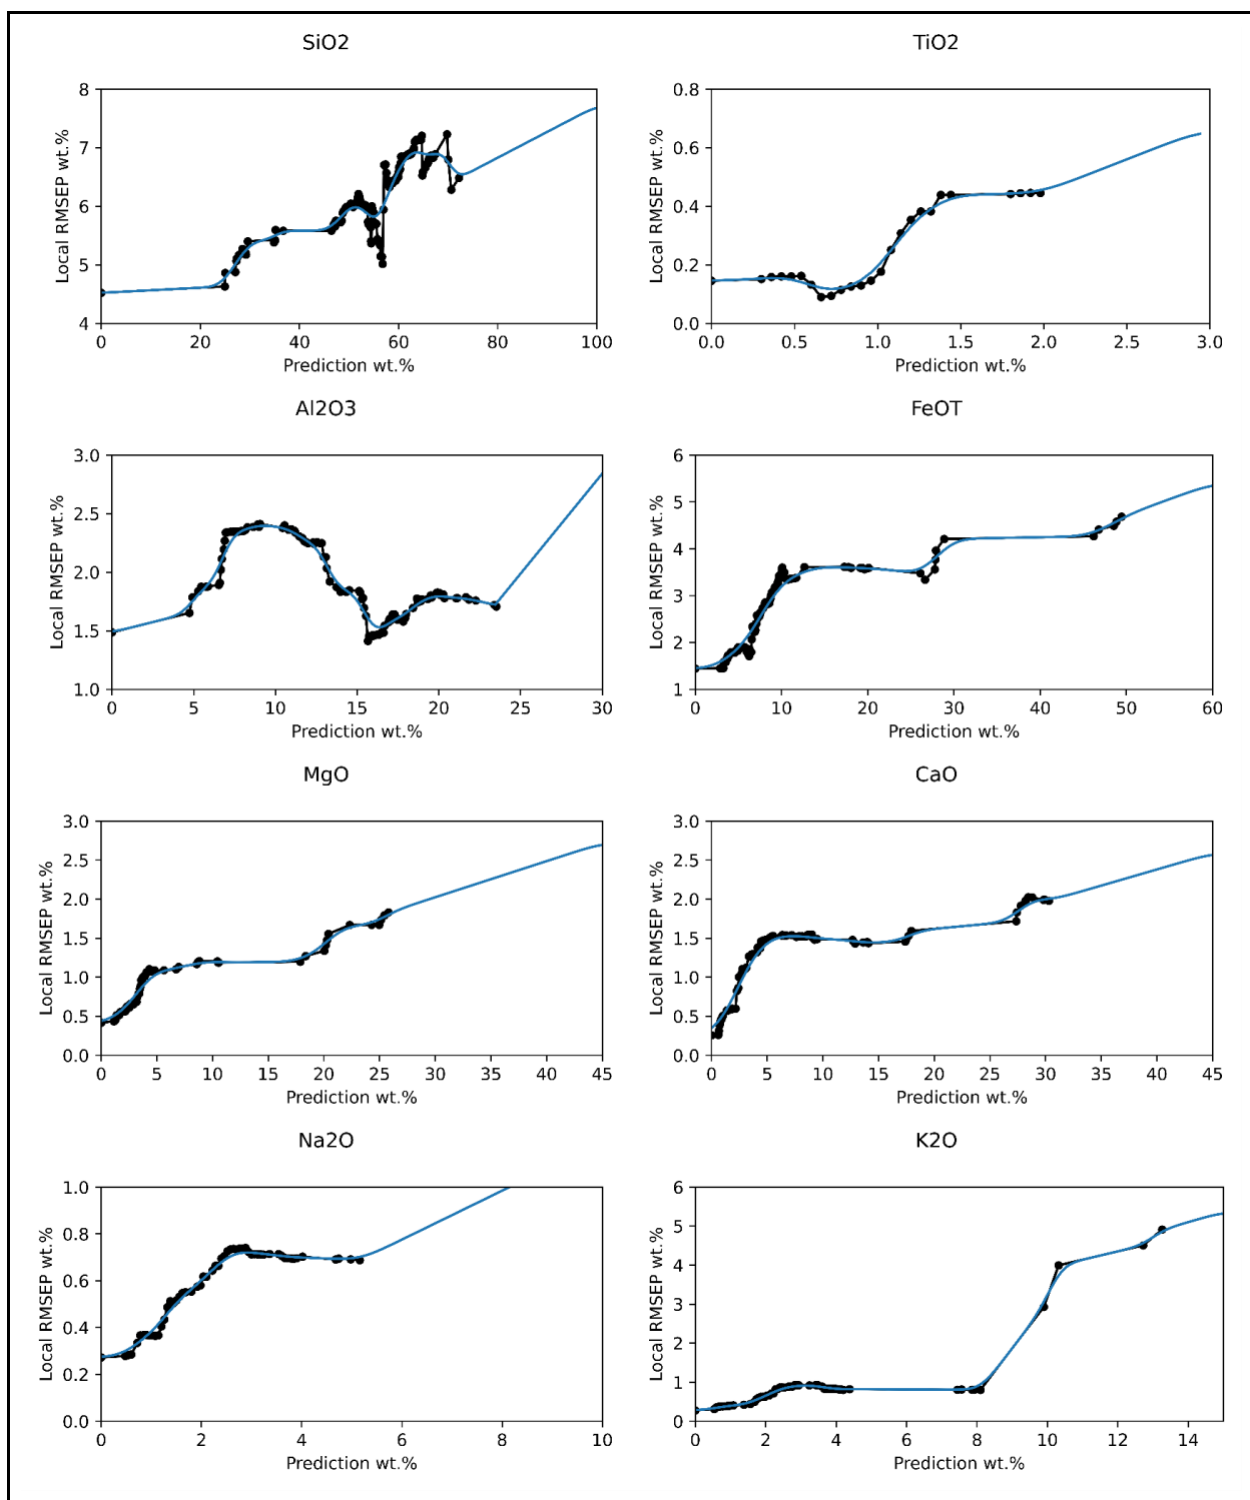 SiO2
8
7
6
5
4
Local RMSEP wt.%
0 20 40 60 80 100
Prediction wt.%
TiO2
0.8
0.6
0.4
0.2
0.0
Local RMSEP wt.%
0.0 0.5 1.0 1.5 2.0 2.5 3.0
Prediction wt.%
Al2O3
3.0
2.5
2.0
1.5
1.0
Local RMSEP wt.%
0 5 10 15 20 25 30
Prediction wt.%
FeOT
6
5
4
3
2
1
Local RMSEP wt.%
0 10 20 30 40 50 60
Prediction wt.%
MgO
3.0
2.5
2.0
1.5
1.0
0.5
0.0
Local RMSEP wt.%
0 5 10 15 20 25 30 35 40 45
Prediction wt.%
CaO
3.0
2.5
2.0
1.5
1.0
0.5
0.0
Local RMSEP wt.%
0 5 10 15 20 25 30 35 40 45
Prediction wt.%
Na2O
1.0
0.8
0.6
0.4
0.2
0.0
Local RMSEP wt.%
0 2 4 6 8 10
Prediction wt.%
K2O
6
5
4
3
2
1
0
Local RMSEP wt.%
0 2 4 6 8 10 12 14
Prediction wt.%